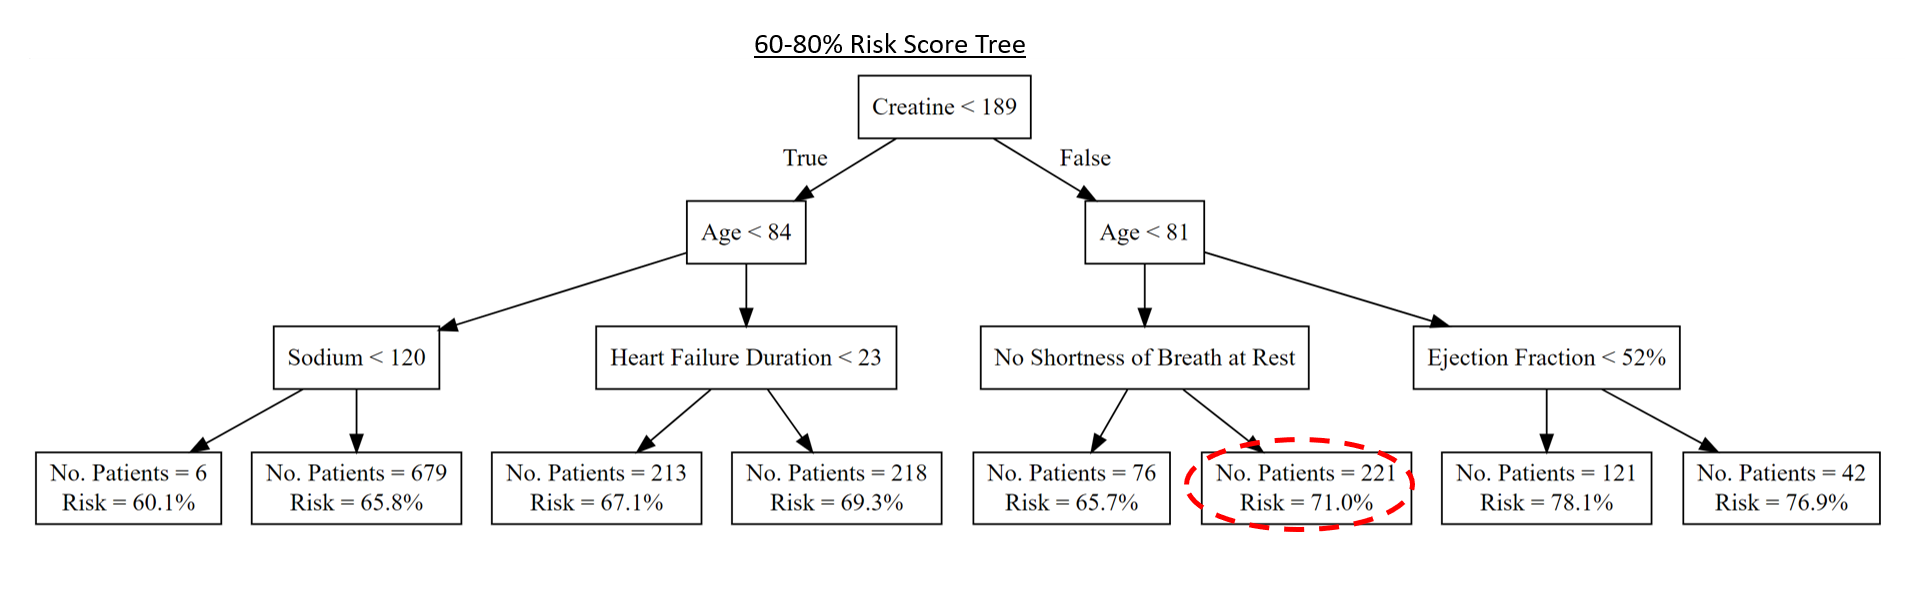 60-80% Risk Score Tree
Creatine < 189
True
False
Age < 84
Age < 81
Sodium < 120
Heart Failure Duration < 23
No Shortness of Breath at Rest
Ejection Fraction < 52%
No. Patients = 6
Risk = 60.1%
No. Patients = 679
Risk = 65.8%
No. Patients = 213
Risk = 67.1%
No. Patients = 218
Risk = 69.3%
No. Patients = 76
Risk = 65.7%
No. Patients = 221
Risk = 71.0%
No. Patients = 121
Risk = 78.1%
No. Patients = 42
Risk = 76.9%